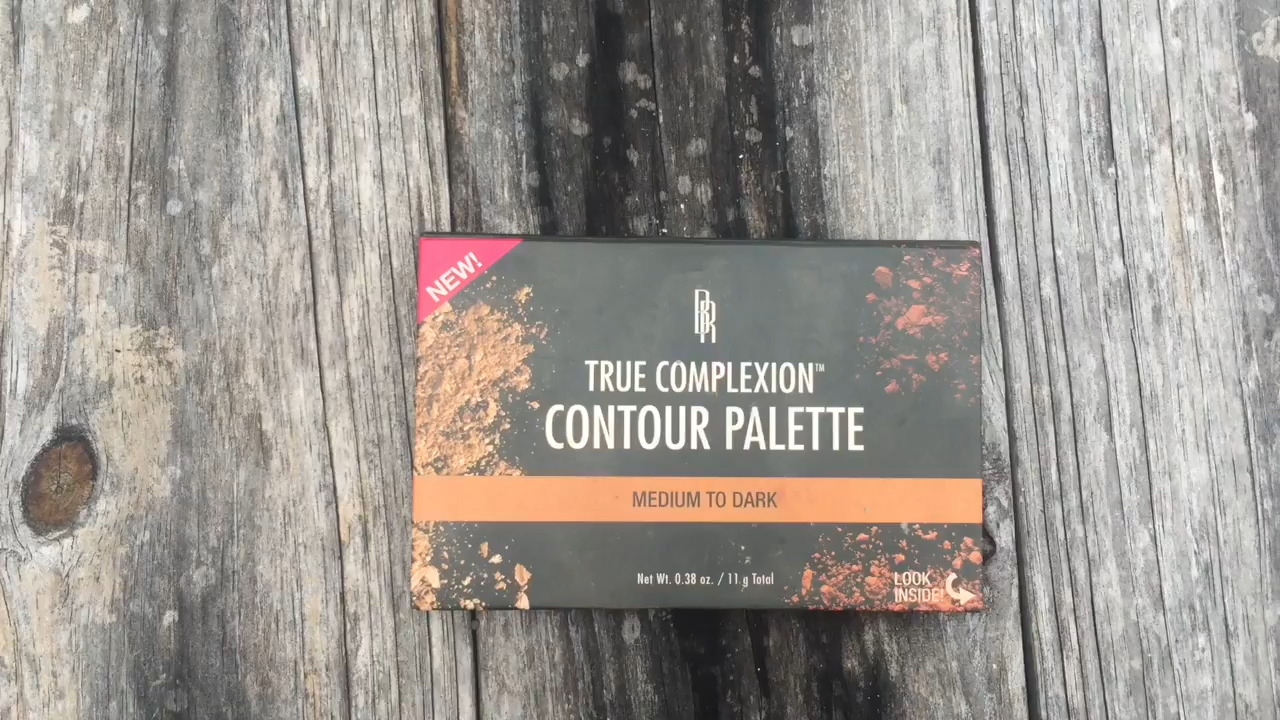 NEW!
BR
TRUE COMPLEXION™
CONTOUR PALETTE
MEDIUM TO DARK
Net Wt. 0.38 oz. / 11 g Total
LOOK
INSIDE!